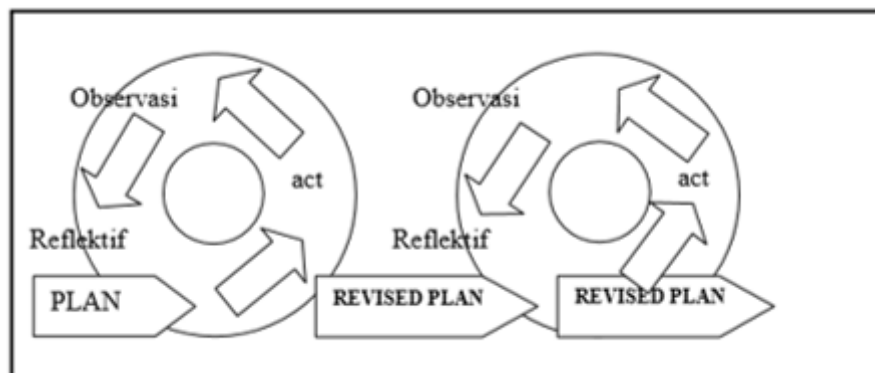 Observasi
act
Reflektif
PLAN
Observasi
act
Reflektif
REVISED PLAN
REVISED PLAN